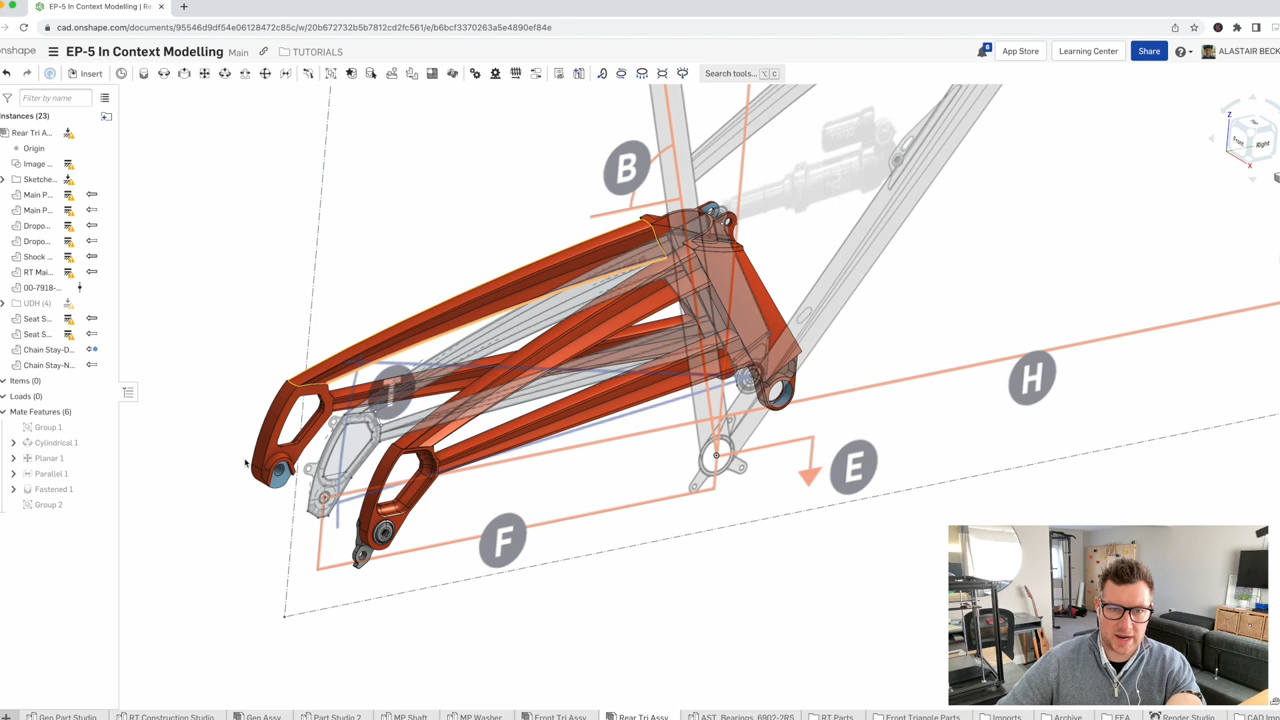 EP-5 In Context Modelling | Re
cad.onshape.com/documents/95546d9df54e06128472c85c/w/20b672732b5b7812cd2fc561/e/b6bcf3370263a5e4890ef84e
onshape
EP-5 In Context Modelling Main
TUTORIALS
App Store
Learning Center
Share
ALASTAIR BECK
Insert
Search tools...
Filter by name
Instances (23)
Rear Tri A...
Origin
Image ...
Sketche...
Main P...
Main P...
Dropo...
Dropo...
Shock ...
RT Mai...
00-7918-...
UDH (4)
Seat S...
Seat S...
Chain Stay-D...
Chain Stay-N...
Items (0)
Loads (0)
Mate Features (6)
Group 1
Cylindrical 1
Planar 1
Parallel 1
Fastened 1
Group 2
B
T
H
E
F
Z
Top
Front
Right
X
Gen Part Studio
RT Construction Studio
Gen Assy
Part Studio 2
MP Shaft
MP Washer
Front Tri Assy
Rear Tri Assy
AST_Bearings_6902-2RS
RT Parts
Front Triangle Parts
Imports
Archive
FEA
Render Studio